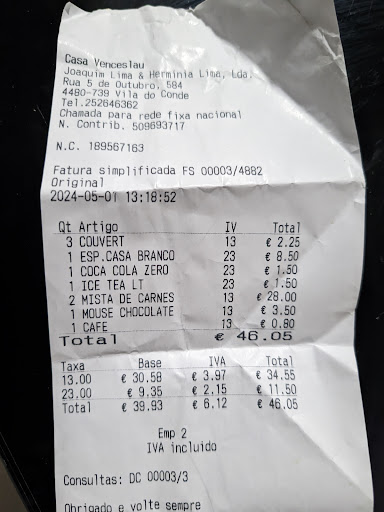 Casa Venceslau
Joaquim Lima & Herminia Lima, Lda.
Rua 5 de Outubro, 584
4480-739 Vila do Conde
Tel.252646362
Chamada para rede fixa nacional
N. Contrib. 509693717
N.C. 189567163
Fatura simplificada FS 00003/4882
Original
2024-05-01 13:18:52
Qt Artigo IV Total
3 COUVERT 13 € 2.25
1 ESP.CASA BRANCO 23 € 8.50
1 COCA COLA ZERO 23 € 1.50
1 ICE TEA LT 23 € 1.50
2 MISTA DE CARNES 13 € 28.00
1 MOUSE CHOCOLATE 13 € 3.50
1 CAFE 13 € 0.80
Total € 46.05
Taxa Base IVA Total
13.00 € 30.58 € 3.97 € 34.55
23.00 € 9.35 € 2.15 € 11.50
Total € 39.93 € 6.12 € 46.05
Emp 2
IVA incluido
Consultas: DC 00003/3
Obrigado e volte sempre